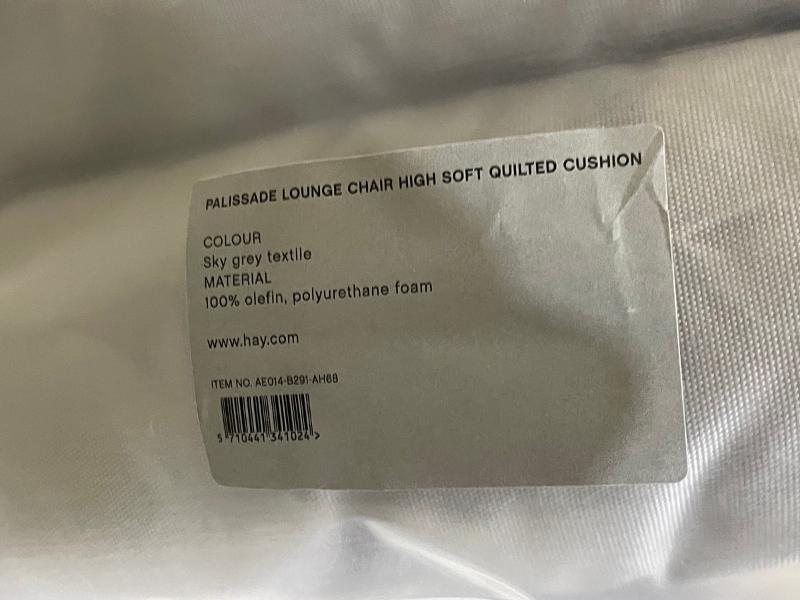 PALISSADE LOUNGE CHAIR HIGH SOFT QUILTED CUSHION
COLOUR
Sky grey textile
MATERIAL
100% olefin, polyurethane foam
www.hay.com
ITEM NO. AE014-B291-AH68
5 710441 341024 >